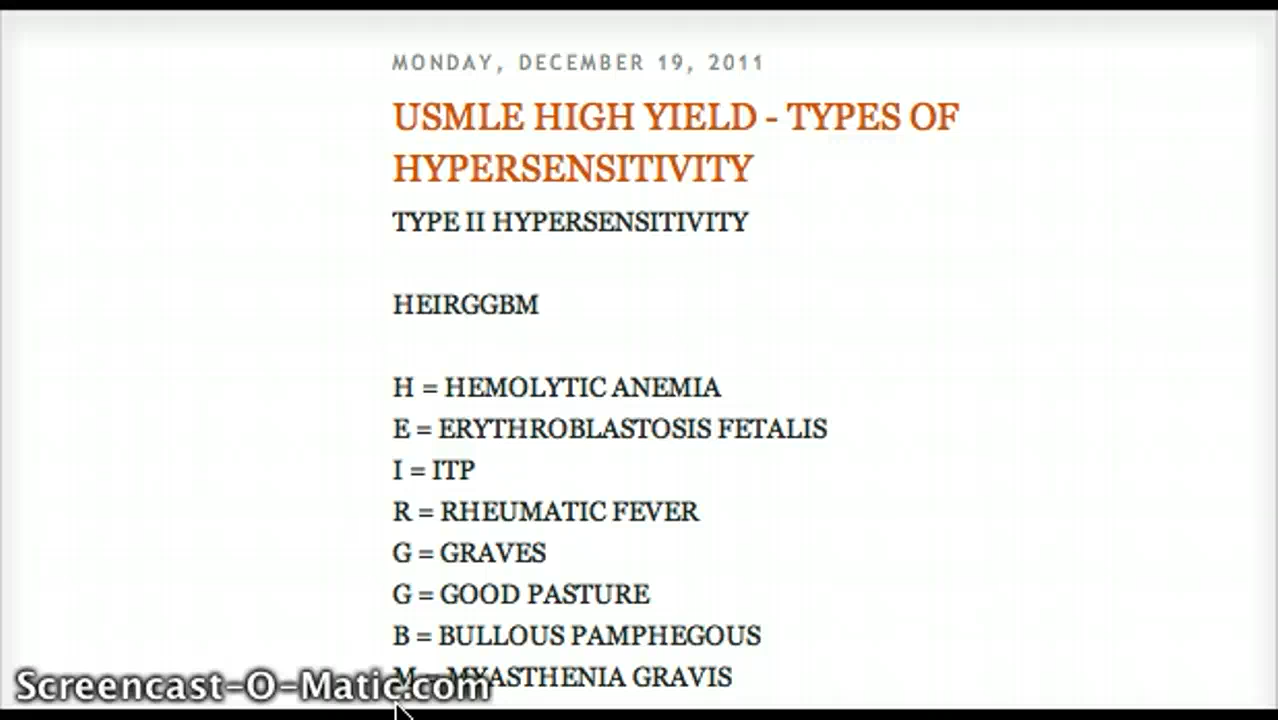 MONDAY, DECEMBER 19, 2011
USMLE HIGH YIELD - TYPES OF
HYPERSENSITIVITY
TYPE II HYPERSENSITIVITY
HEIRGGBM
H = HEMOLYTIC ANEMIA
E = ERYTHROBLASTOSIS FETALIS
I = ITP
R = RHEUMATIC FEVER
G = GRAVES
G = GOOD PASTURE
B = BULLOUS PAMPHEGOUS
M = MYASTHENIA GRAVIS
Screencast-O-Matic.com